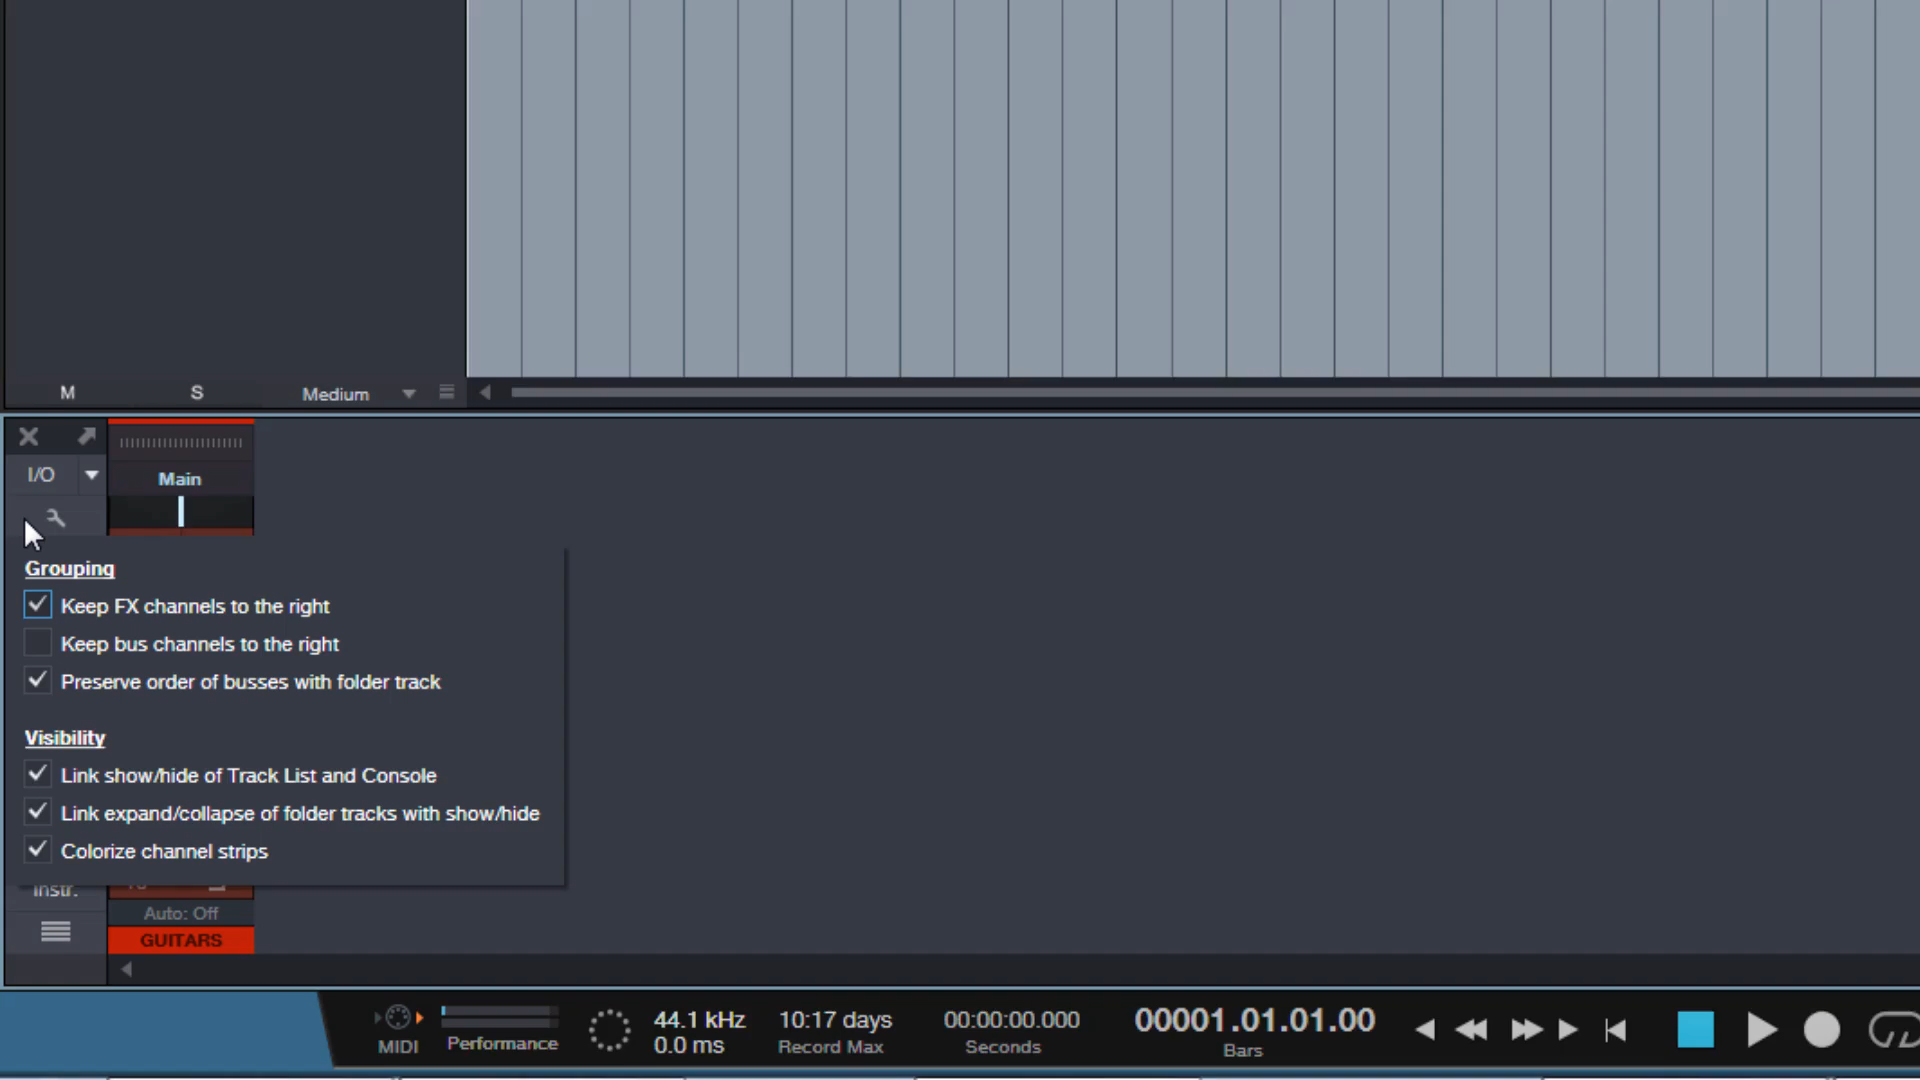 M S Medium
I/O
Main
Grouping
Keep FX channels to the right
Keep bus channels to the right
Preserve order of busses with folder track
Visibility
Link show/hide of Track List and Console
Link expand/collapse of folder tracks with show/hide
Colorize channel strips
Instr.
Auto: Off
GUITARS
44.1 kHz 10:17 days 00:00:00.000 00001.01.01.00
MIDI Performance 0.0 ms Record Max Seconds Bars